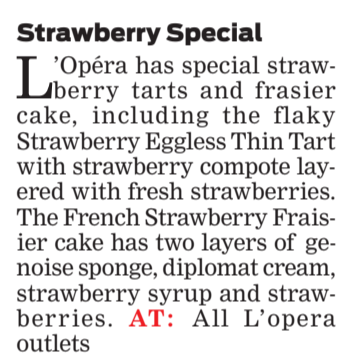 Strawberry Special
L’Opéra has special straw-
berry tarts and frasier
cake, including the flaky
Strawberry Eggless Thin Tart
with strawberry compote lay-
ered with fresh strawberries.
The French Strawberry Frais-
ier cake has two layers of ge-
noise sponge, diplomat cream,
strawberry syrup and straw-
berries. AT: All L’opera
outlets